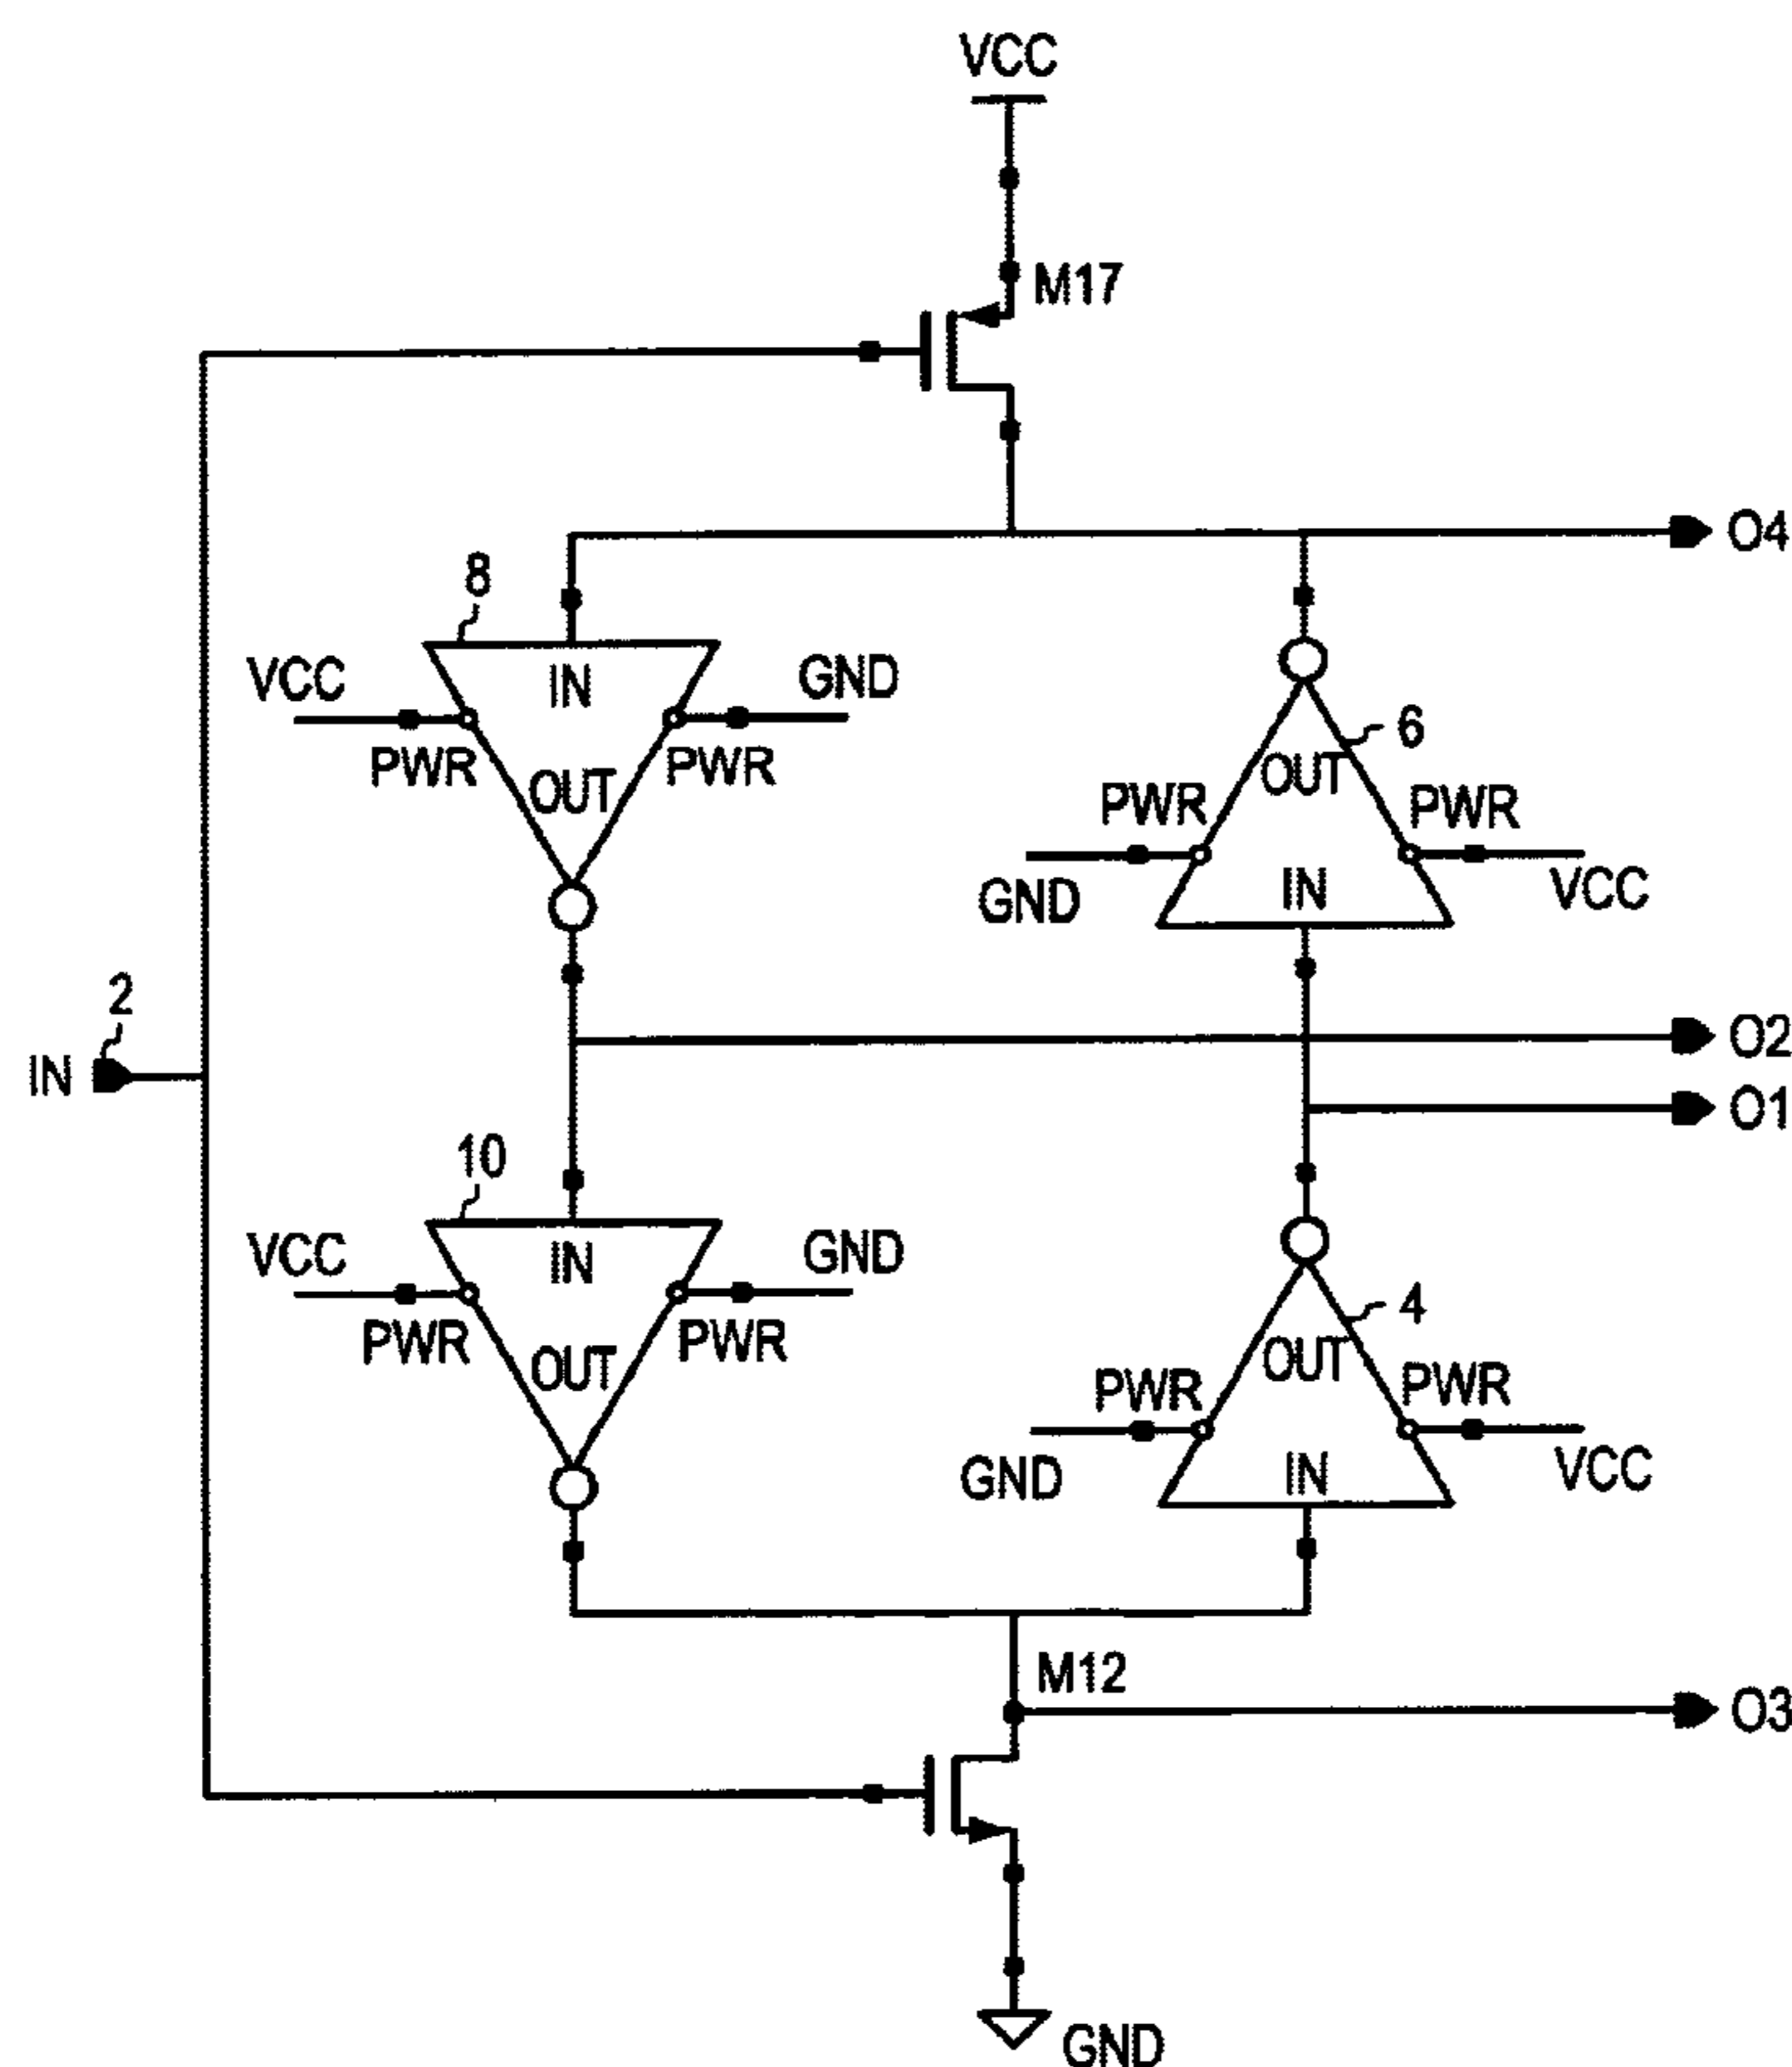 VCC
M17
O4
8
VCC
IN
GND
PWR
OUT
PWR
6
OUT
PWR
PWR
GND
IN
VCC
2
IN
O2
O1
10
VCC
IN
GND
PWR
OUT
PWR
4
OUT
PWR
PWR
GND
IN
VCC
M12
O3
GND